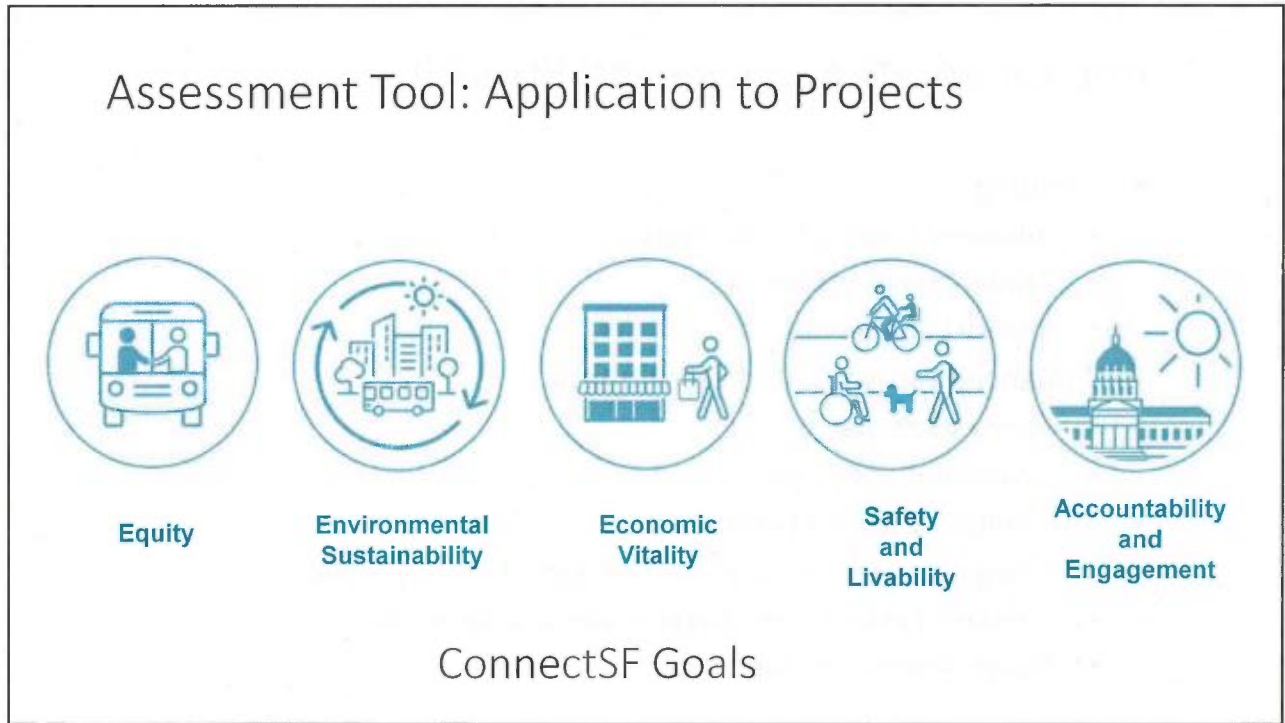 Assessment Tool: Application to Projects
Equity
Environmental
Sustainability
Economic
Vitality
Safety
and
Livability
Accountability
and
Engagement
ConnectSF Goals